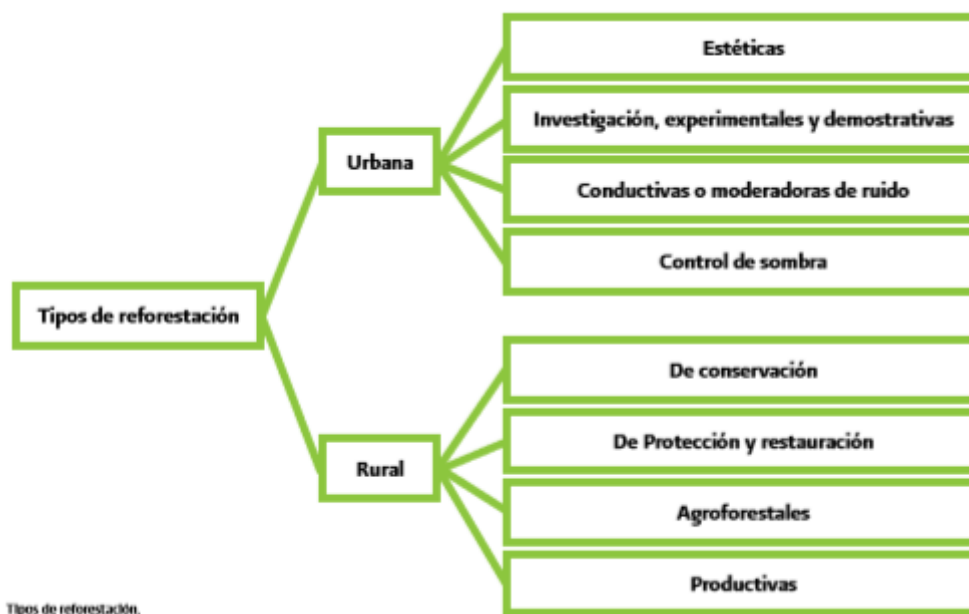 Tipos de reforestación
Urbana
Estéticas
Investigación, experimentales y demostrativas
Conductivas o moderadoras de ruido
Control de sombra
Rural
De conservación
De Protección y restauración
Agroforestales
Productivas
Tipos de reforestación.